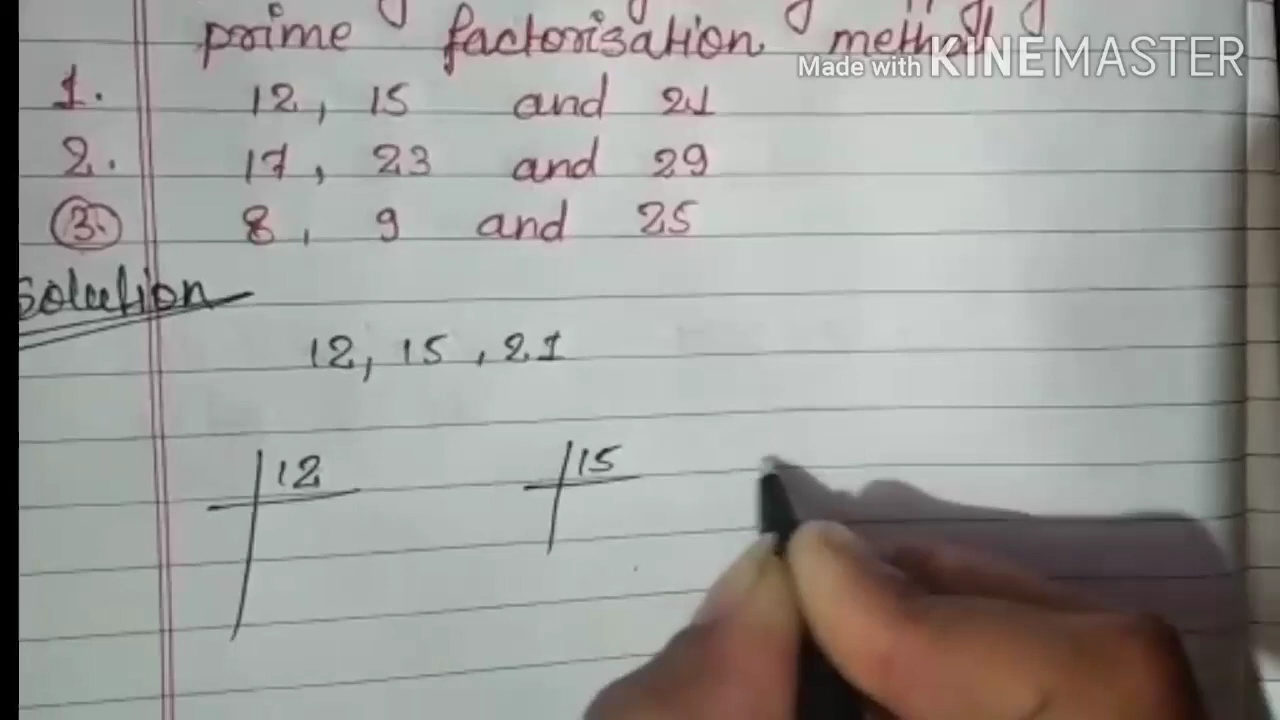 prime factorisation method
Made with KINEMASTER
1. 12, 15 and 21
2. 17, 23 and 29
3. 8, 9 and 25
Solution
12, 15, 21
12 15